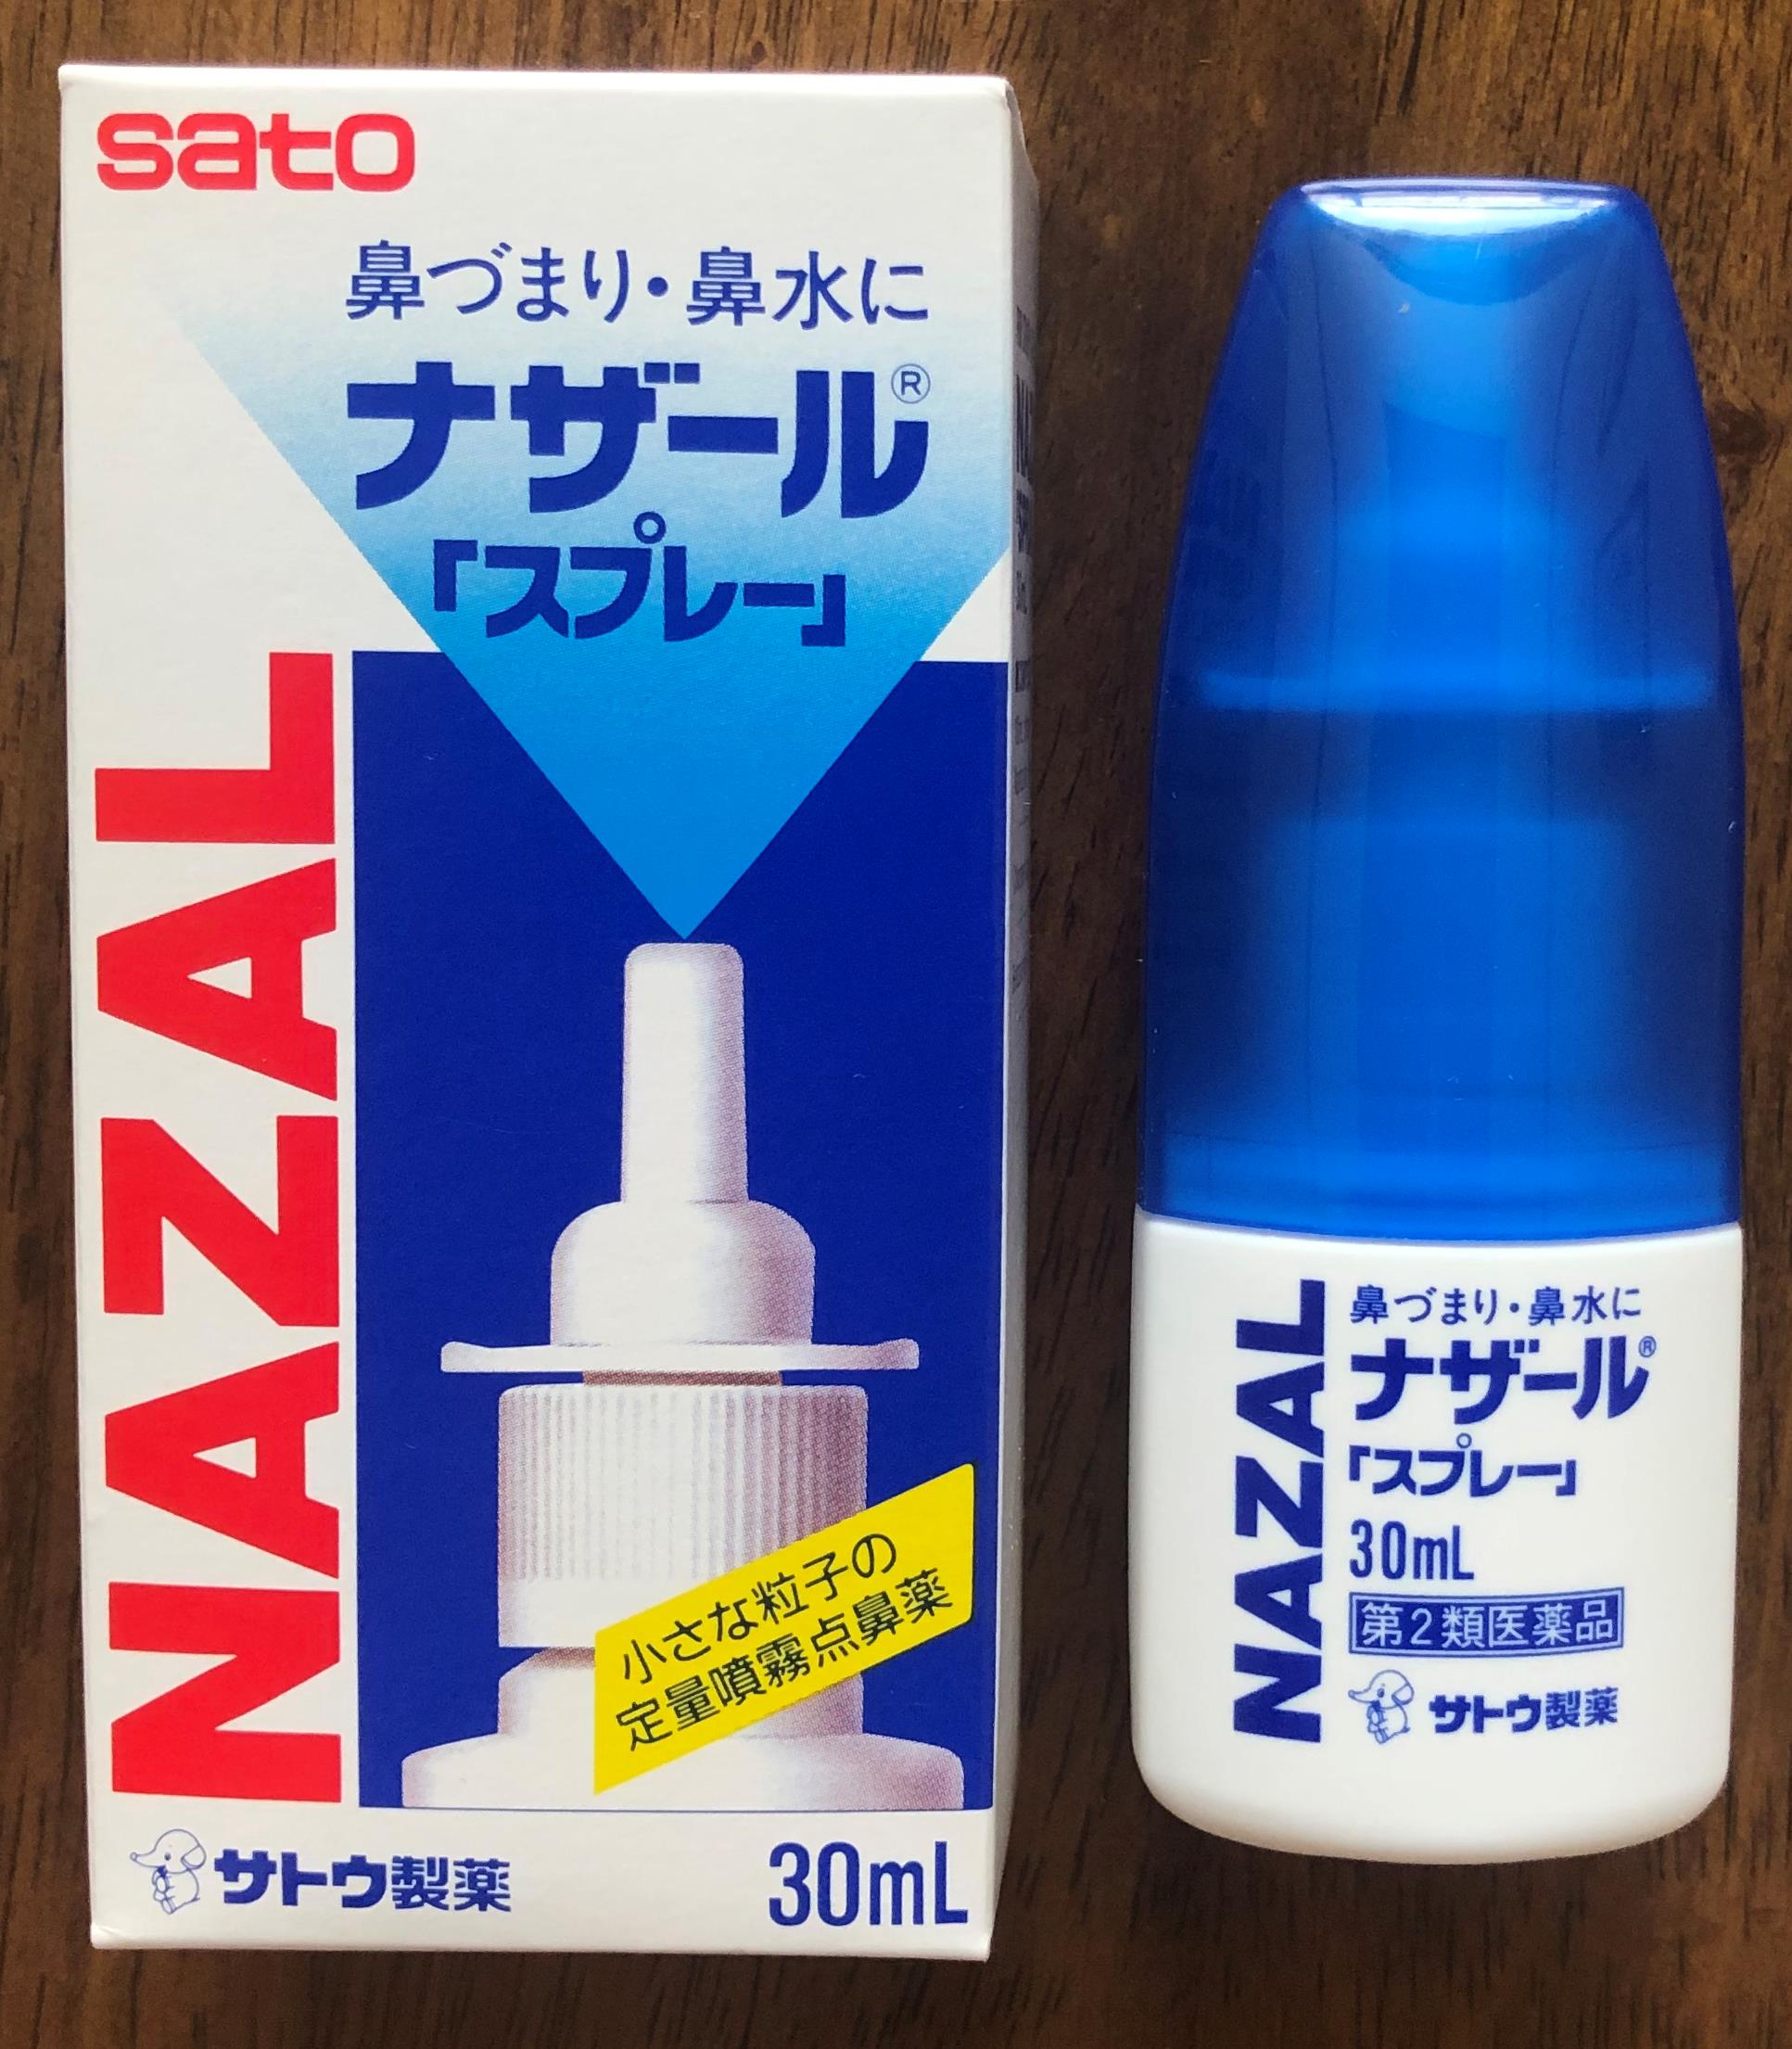 sato
鼻づまり・鼻水に
ナザール®
「スプレー」
NAZAL
小さな粒子の
定量噴霧点鼻薬
サトウ製薬
30mL
NAZAL
鼻づまり・鼻水に
ナザール®
「スプレー」
30mL
第2類医薬品
サトウ製薬